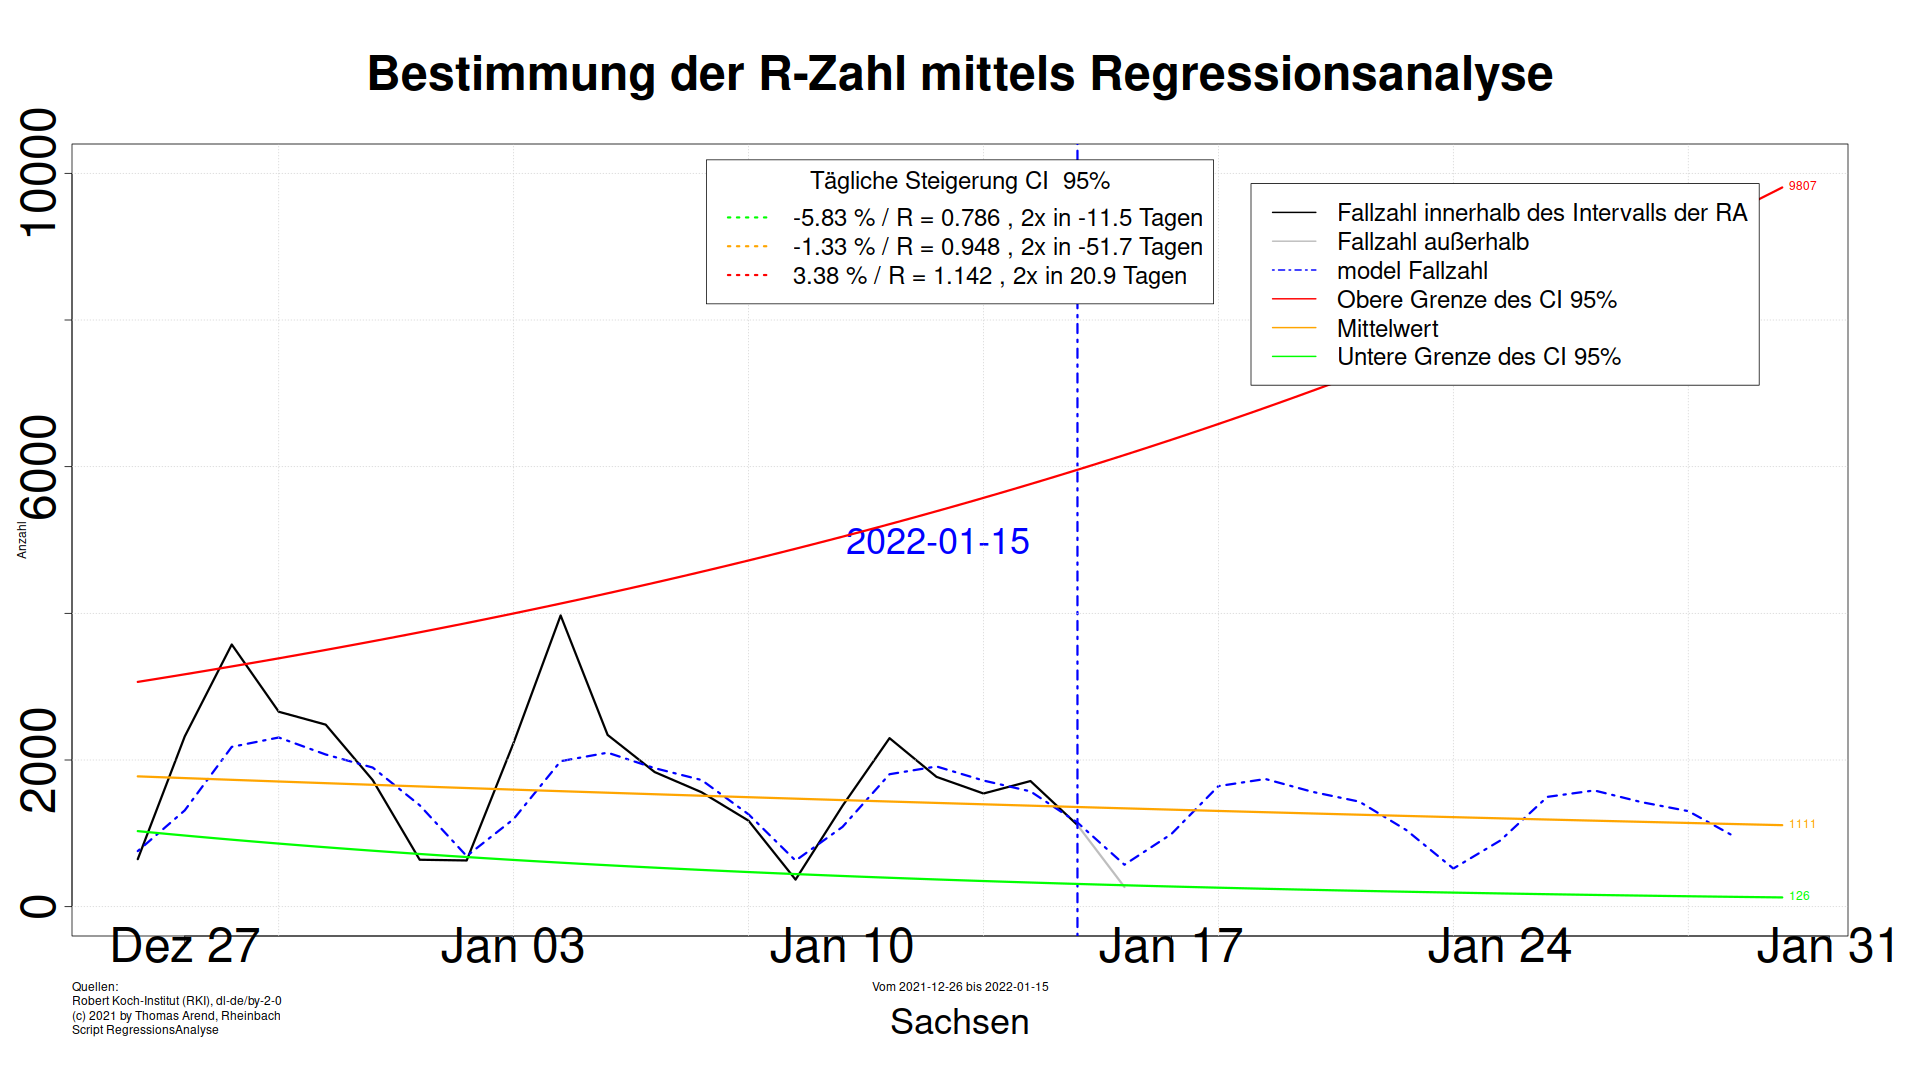 Bestimmung der R-Zahl mittels Regressionsanalyse
10000
6000
2000
0
Anzahl
Tägliche Steigerung CI  95%
-5.83 % / R = 0.786 , 2x in -11.5 Tagen
-1.33 % / R = 0.948 , 2x in -51.7 Tagen
3.38 % / R = 1.142 , 2x in 20.9 Tagen
Fallzahl innerhalb des Intervalls der RA
Fallzahl außerhalb
model Fallzahl
Obere Grenze des CI 95%
Mittelwert
Untere Grenze des CI 95%
9807
2022-01-15
1111
126
Dez 27
Jan 03
Jan 10
Jan 17
Jan 24
Jan 31
Quellen:
Robert Koch-Institut (RKI), dl-de/by-2-0
(c) 2021 by Thomas Arend, Rheinbach
Script RegressionsAnalyse
Vom 2021-12-26 bis 2022-01-15
Sachsen